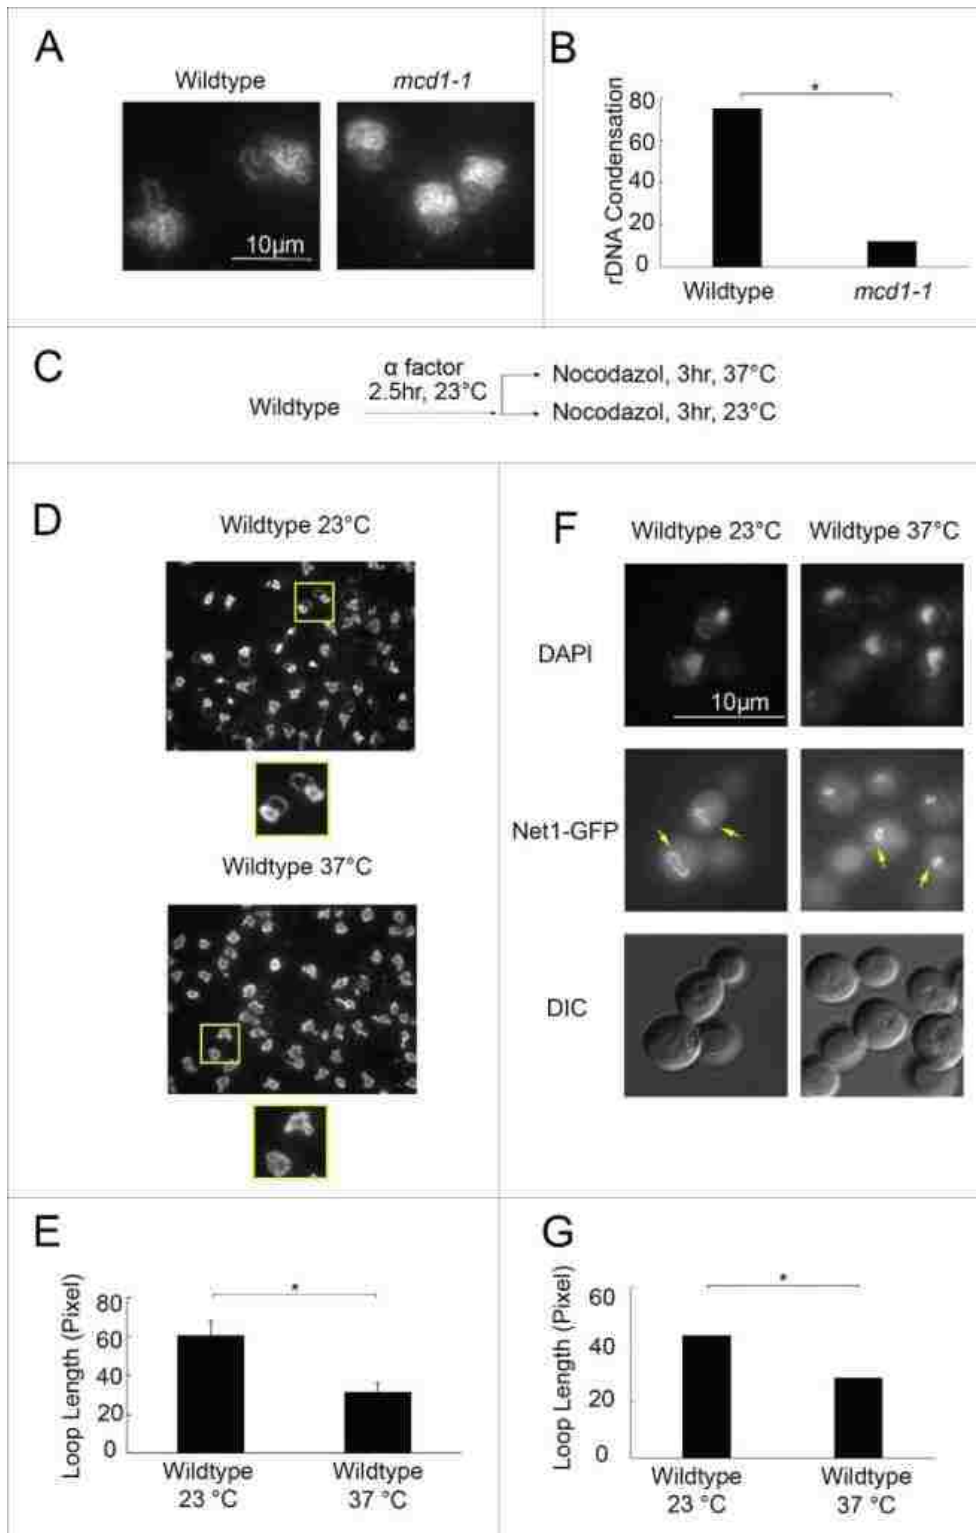 A
Wildtype
mcd1-1
10µm
B
rDNA Condensation
80
60
40
20
0
*
Wildtype
mcd1-1
C
Wildtype
α factor
2.5hr, 23°C
Nocodazol, 3hr, 37°C
Nocodazol, 3hr, 23°C
D
Wildtype 23°C
Wildtype 37°C
F
Wildtype 23°C
Wildtype 37°C
DAPI
10µm
Net1-GFP
DIC
E
Loop Length (Pixel)
80
60
40
20
0
*
Wildtype
23 °C
Wildtype
37 °C
G
Loop Length (Pixel)
60
40
20
0
*
Wildtype
23 °C
Wildtype
37 °C